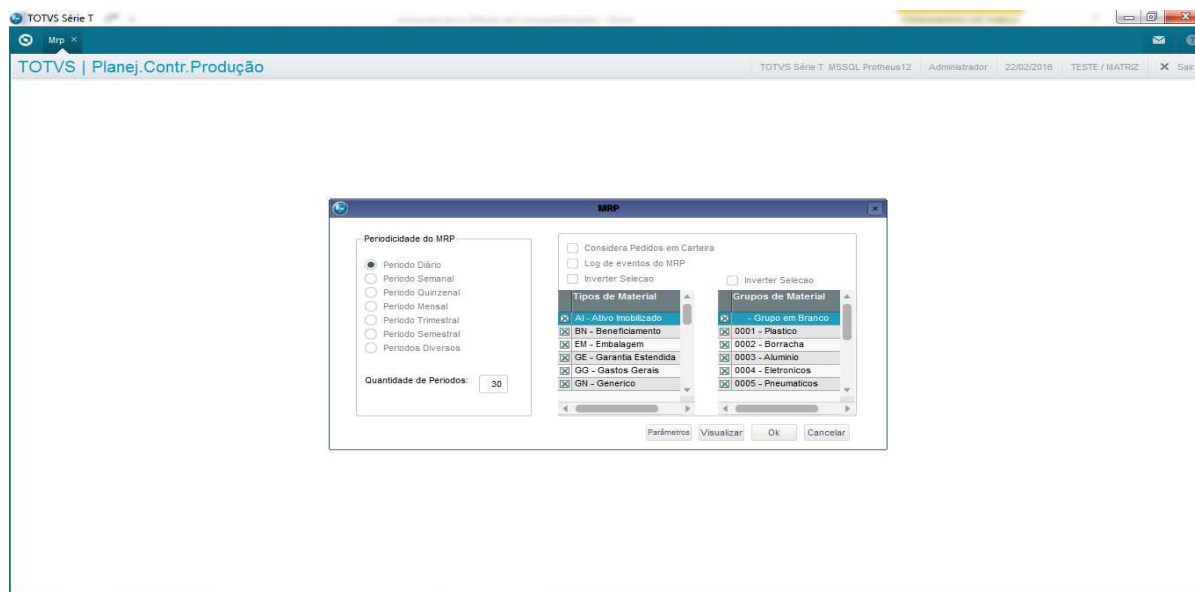 TOTVS Série T
Mrp ×
TOTVS | Planej.Contr.Produção
TOTVS Série T MSSQL Protheus12 Administrador 22/02/2016 TESTE / MATRIZ Sair
MRP
Periodicidade do MRP
Periodo Diário
Periodo Semanal
Periodo Quinzenal
Periodo Mensal
Periodo Trimestral
Periodo Semestral
Periodos Diversos
Quantidade de Periodos: 30
Considera Pedidos em Carteira
Log de eventos do MRP
Inverter Selecao
Tipos de Material
AI - Ativo Imobilizado
BN - Beneficiamento
EM - Embalagem
GE - Garantia Estendida
GG - Gastos Gerais
GN - Generico
Inverter Selecao
Grupos de Material
- Grupo em Branco
0001 - Plastico
0002 - Borracha
0003 - Aluminio
0004 - Eletronicos
0005 - Pneumaticos
Parâmetros Visualizar Ok Cancelar